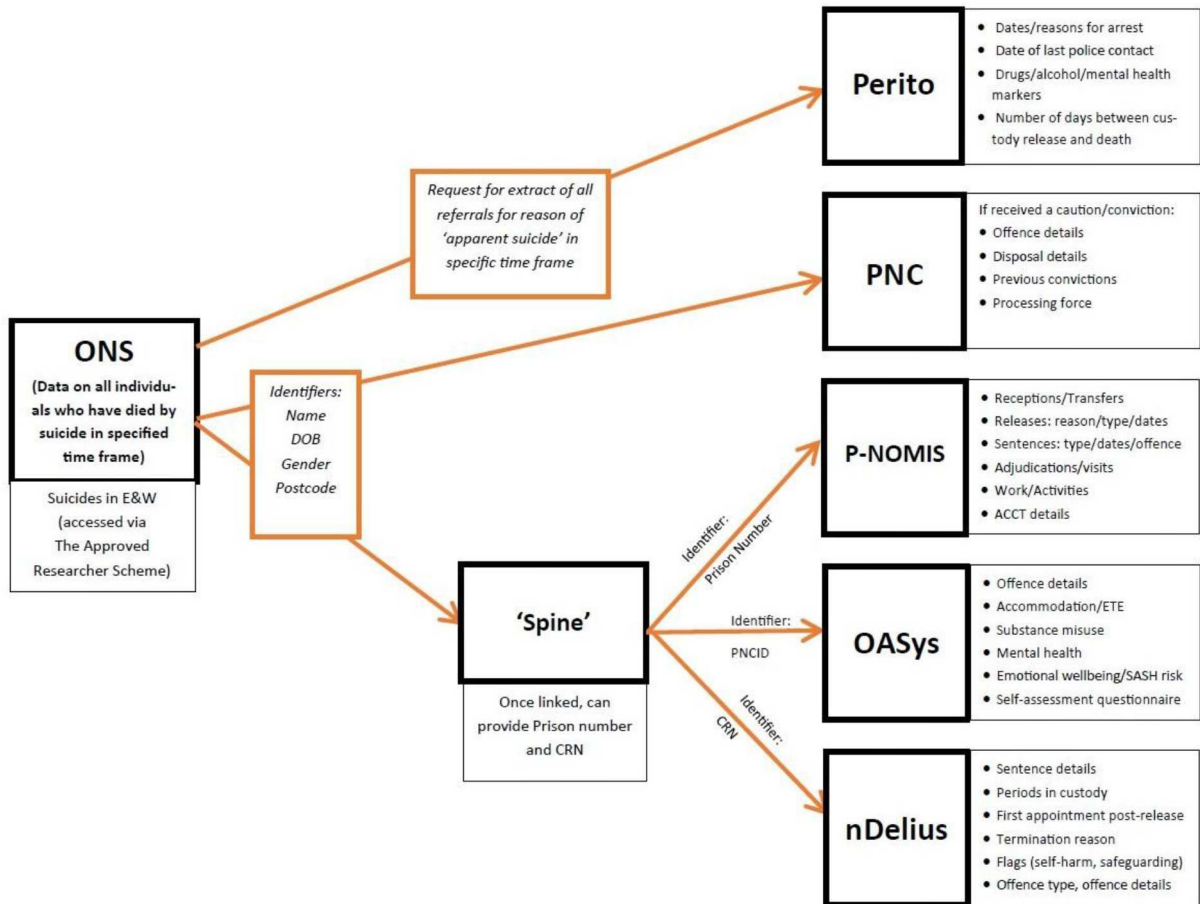 Perito
• Dates/reasons for arrest
• Date of last police contact
• Drugs/alcohol/mental health
markers
• Number of days between cus-
tody release and death
Request for extract of all
referrals for reason of
‘apparent suicide’ in
specific time frame
PNC
If received a caution/conviction:
• Offence details
• Disposal details
• Previous convictions
• Processing force
ONS
(Data on all individu-
als who have died by
suicide in specified
time frame)
Suicides in E&W
(accessed via
The Approved
Researcher Scheme)
Identifiers:
Name
DOB
Gender
Postcode
P-NOMIS
• Receptions/Transfers
• Releases: reason/type/dates
• Sentences: type/dates/offence
• Adjudications/visits
• Work/Activities
• ACCT details
Identifier:
Prison Number
‘Spine’
Once linked, can
provide Prison number
and CRN
Identifier:
PNCID
OASys
• Offence details
• Accommodation/ETE
• Substance misuse
• Mental health
• Emotional wellbeing/SASH risk
• Self-assessment questionnaire
Identifier:
CRN
nDelius
• Sentence details
• Periods in custody
• First appointment post-release
• Termination reason
• Flags (self-harm, safeguarding)
• Offence type, offence details